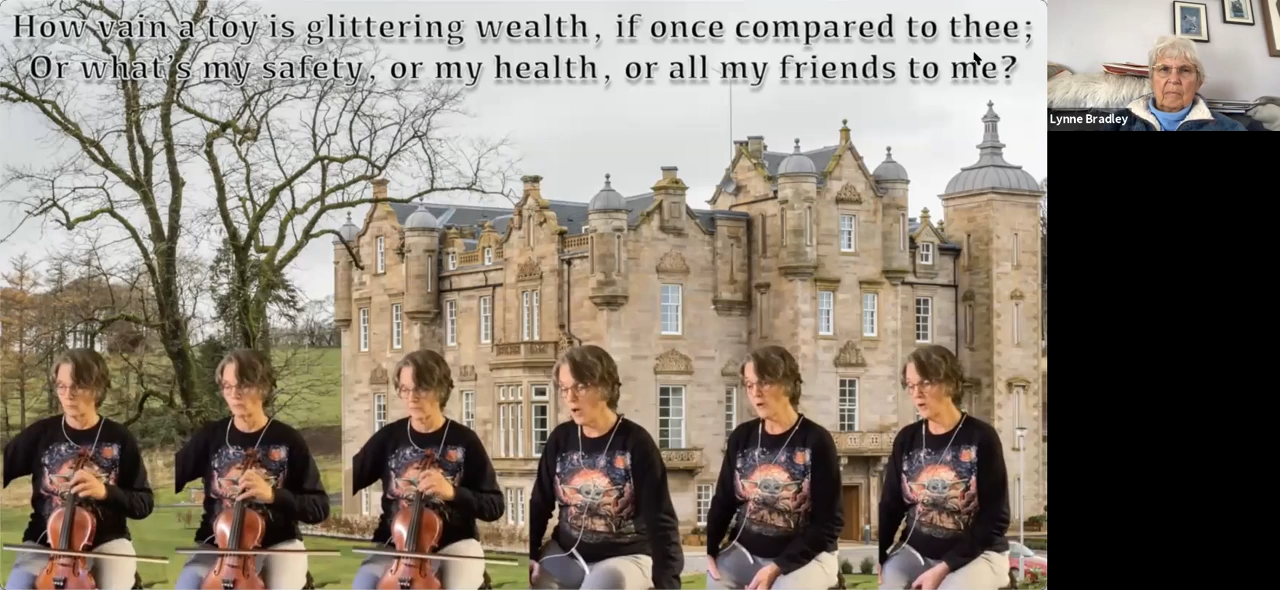 How vain a toy is glittering wealth, if once compared to thee;
Or what's my safety, or my health, or all my friends to me?
Lynne Bradley